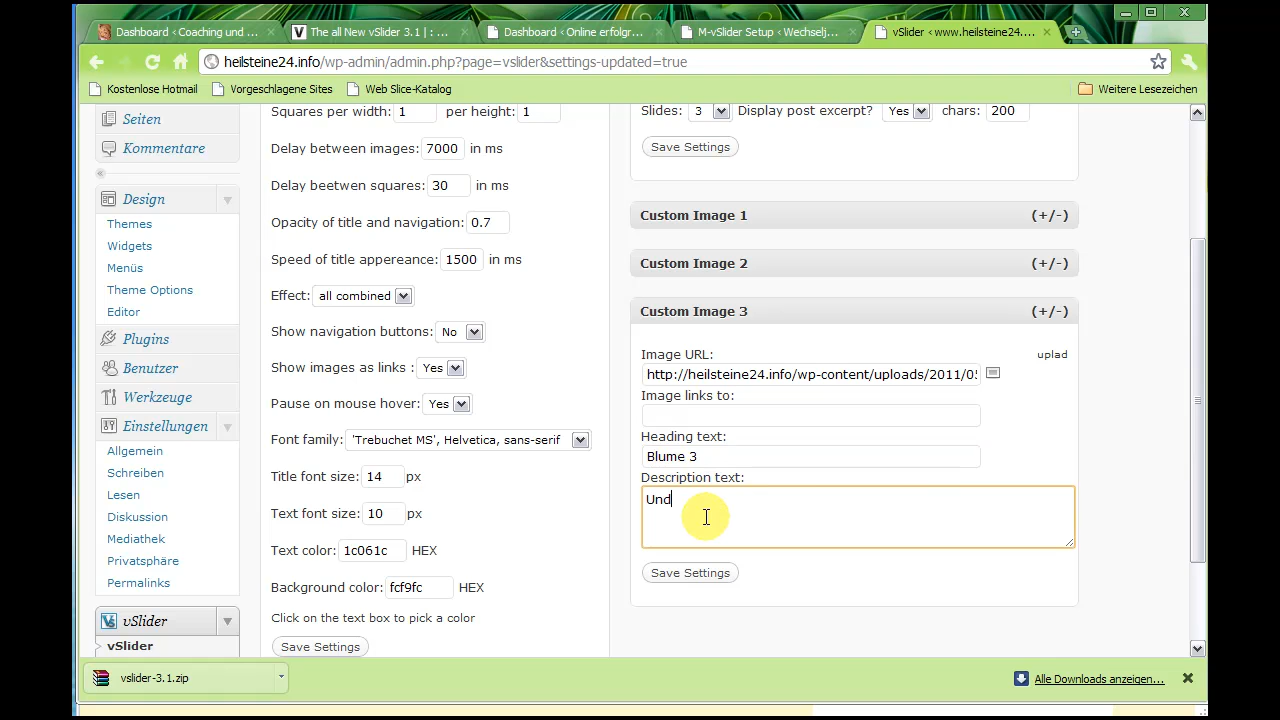 Dashboard ‹ Coaching und ...
The all New vSlider 3.1 | : ...
Dashboard ‹ Online erfolgr...
M-vSlider Setup ‹ Wechselj...
vSlider ‹ www.heilsteine24....
heilsteine24.info/wp-admin/admin.php?page=vslider&settings-updated=true
Kostenlose Hotmail
Vorgeschlagene Sites
Web Slice-Katalog
Weitere Lesezeichen
Seiten
Kommentare
Design
Themes
Widgets
Menüs
Theme Options
Editor
Plugins
Benutzer
Werkzeuge
Einstellungen
Allgemein
Schreiben
Lesen
Diskussion
Mediathek
Privatsphäre
Permalinks
vSlider
vSlider
Squares per width: 1 per height: 1
Delay between images: 7000 in ms
Delay beetwen squares: 30 in ms
Opacity of title and navigation: 0.7
Speed of title appereance: 1500 in ms
Effect: all combined
Show navigation buttons: No
Show images as links : Yes
Pause on mouse hover: Yes
Font family: 'Trebuchet MS', Helvetica, sans-serif
Title font size: 14 px
Text font size: 10 px
Text color: 1c061c HEX
Background color: fcf9fc HEX
Click on the text box to pick a color
Save Settings
Slides: 3 Display post excerpt? Yes chars: 200
Save Settings
Custom Image 1 (+/-)
Custom Image 2 (+/-)
Custom Image 3 (+/-)
Image URL: uplad
http://heilsteine24.info/wp-content/uploads/2011/05
Image links to:
Heading text:
Blume 3
Description text:
Und
Save Settings
vslider-3.1.zip
Alle Downloads anzeigen...